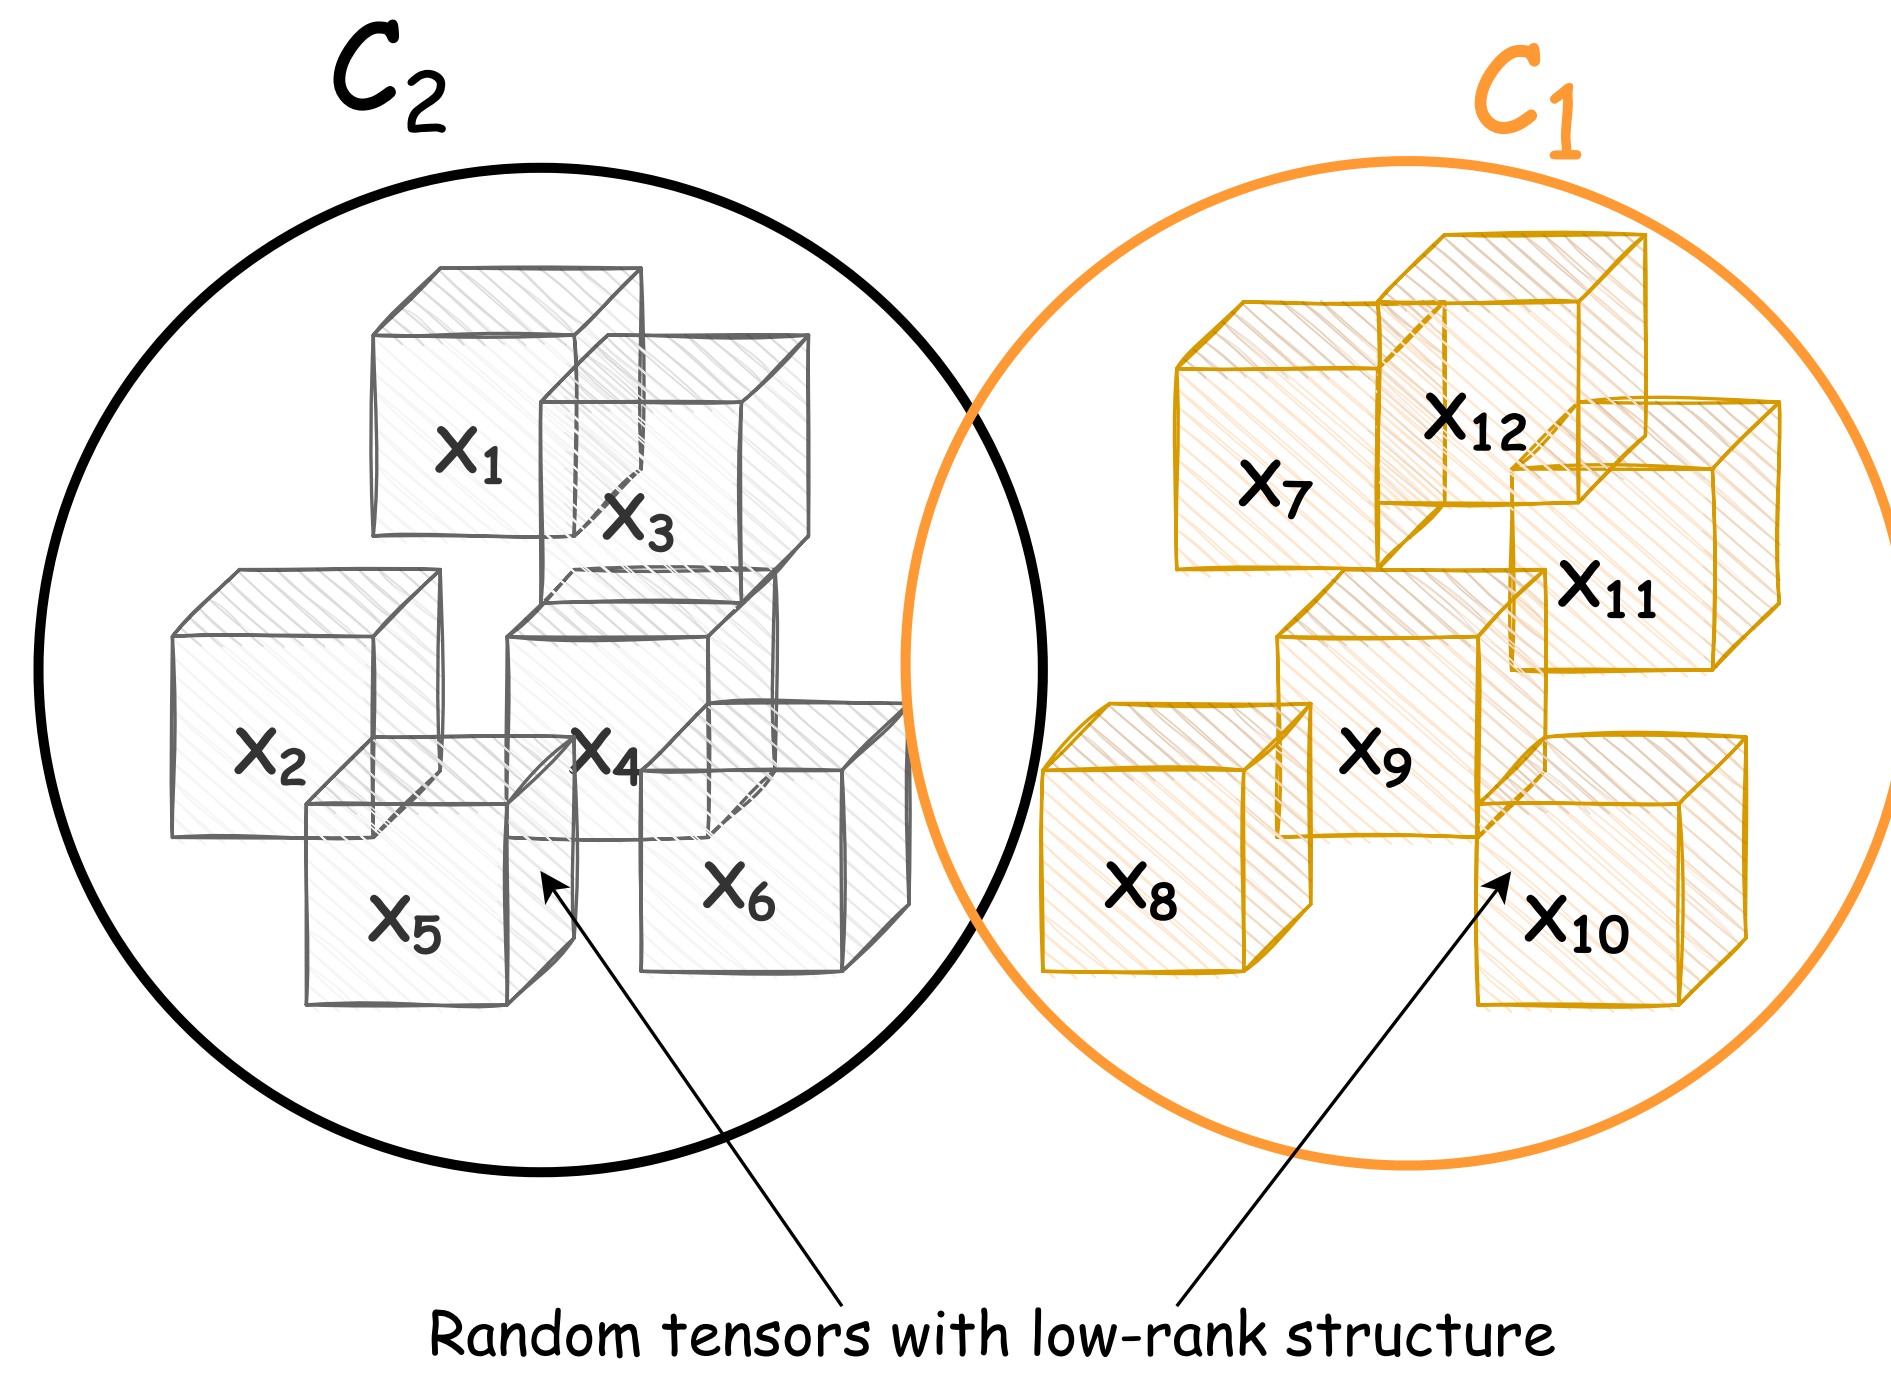 C2
C1
X1
X3
X2
X4
X5
X6
X12
X7
X11
X9
X8
X10
Random tensors with low-rank structure